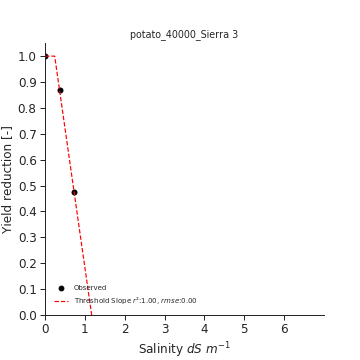 potato_40000_Sierra 3
Yield reduction [-]
1.0
0.9
0.8
0.7
0.6
0.5
0.4
0.3
0.2
0.1
0.0
Observed
Threshold Slope r²:1.00, rmse:0.00
0 1 2 3 4 5 6
Salinity dS m⁻¹